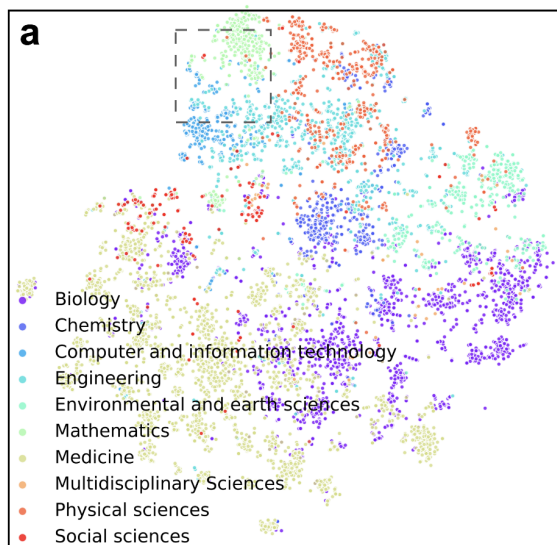 a
Biology
Chemistry
Computer and information technology
Engineering
Environmental and earth sciences
Mathematics
Medicine
Multidisciplinary Sciences
Physical sciences
Social sciences